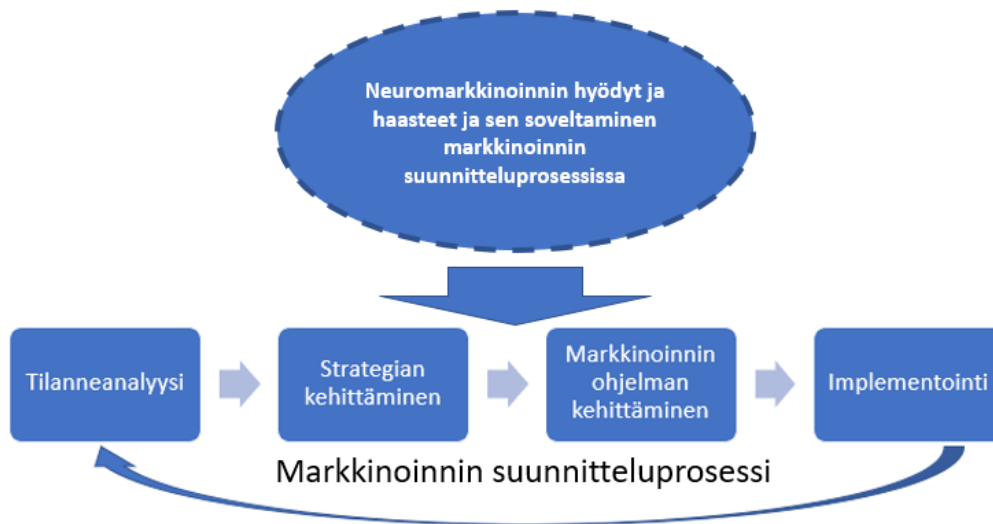 Neuromarkkinoinnin hyödyt ja
haasteet ja sen soveltaminen
markkinoinnin
suunnitteluprosessissa
Tilanneanalyysi
Strategian
kehittäminen
Markkinoinnin
ohjelman
kehittäminen
Implementointi
Markkinoinnin suunnitteluprosessi